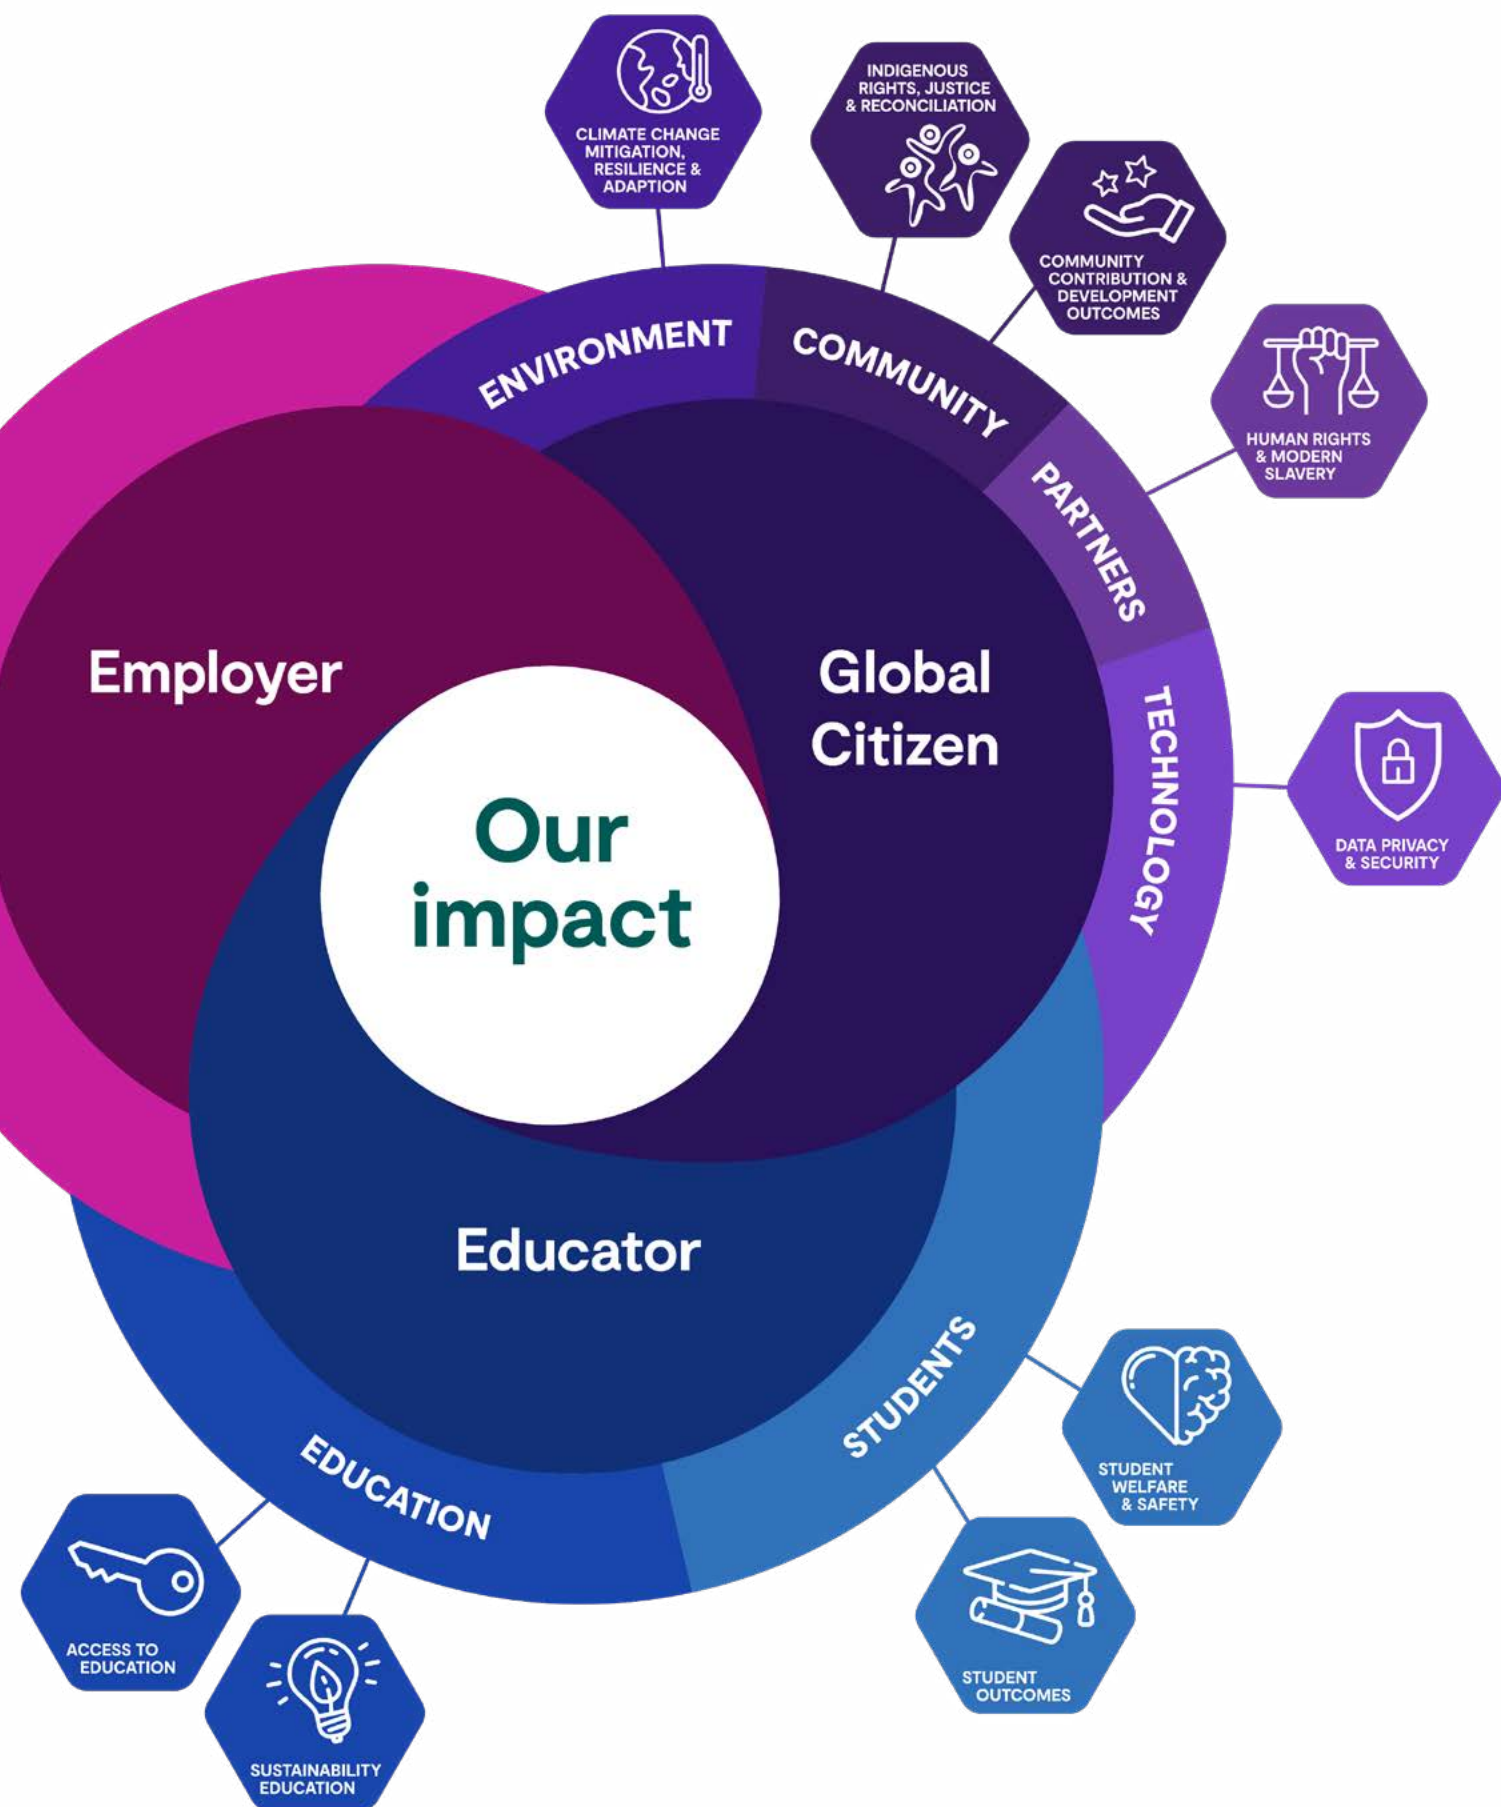 CLIMATE CHANGE
MITIGATION,
RESILIENCE &
ADAPTION
INDIGENOUS
RIGHTS, JUSTICE
& RECONCILIATION
COMMUNITY
CONTRIBUTION &
DEVELOPMENT
OUTCOMES
HUMAN RIGHTS
& MODERN
SLAVERY
DATA PRIVACY
& SECURITY
ENVIRONMENT
COMMUNITY
PARTNERS
TECHNOLOGY
Employer
Global
Citizen
Our
impact
Educator
STUDENTS
EDUCATION
STUDENT
WELFARE
& SAFETY
STUDENT
OUTCOMES
ACCESS TO
EDUCATION
SUSTAINABILITY
EDUCATION